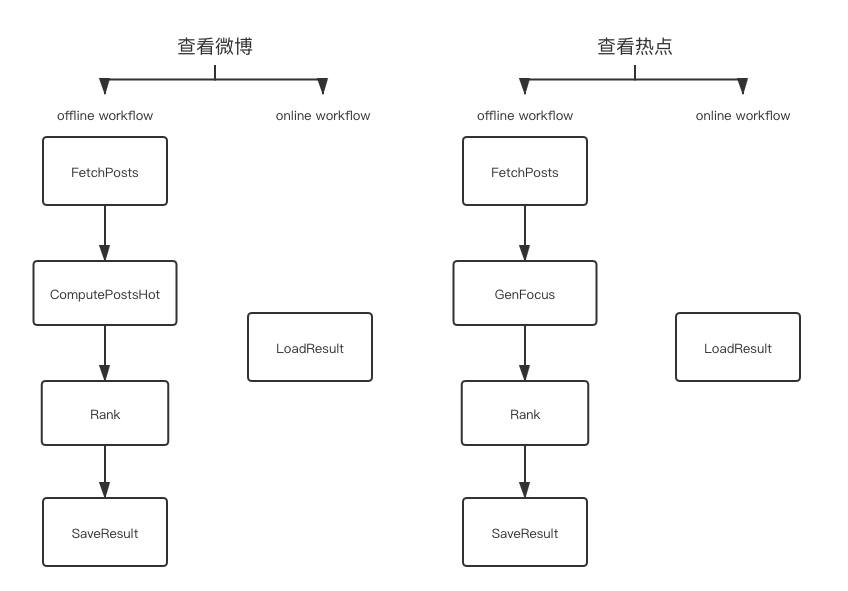 查看微博
offline workflow
online workflow
FetchPosts
ComputePostsHot
LoadResult
Rank
SaveResult
查看热点
offline workflow
online workflow
FetchPosts
GenFocus
LoadResult
Rank
SaveResult